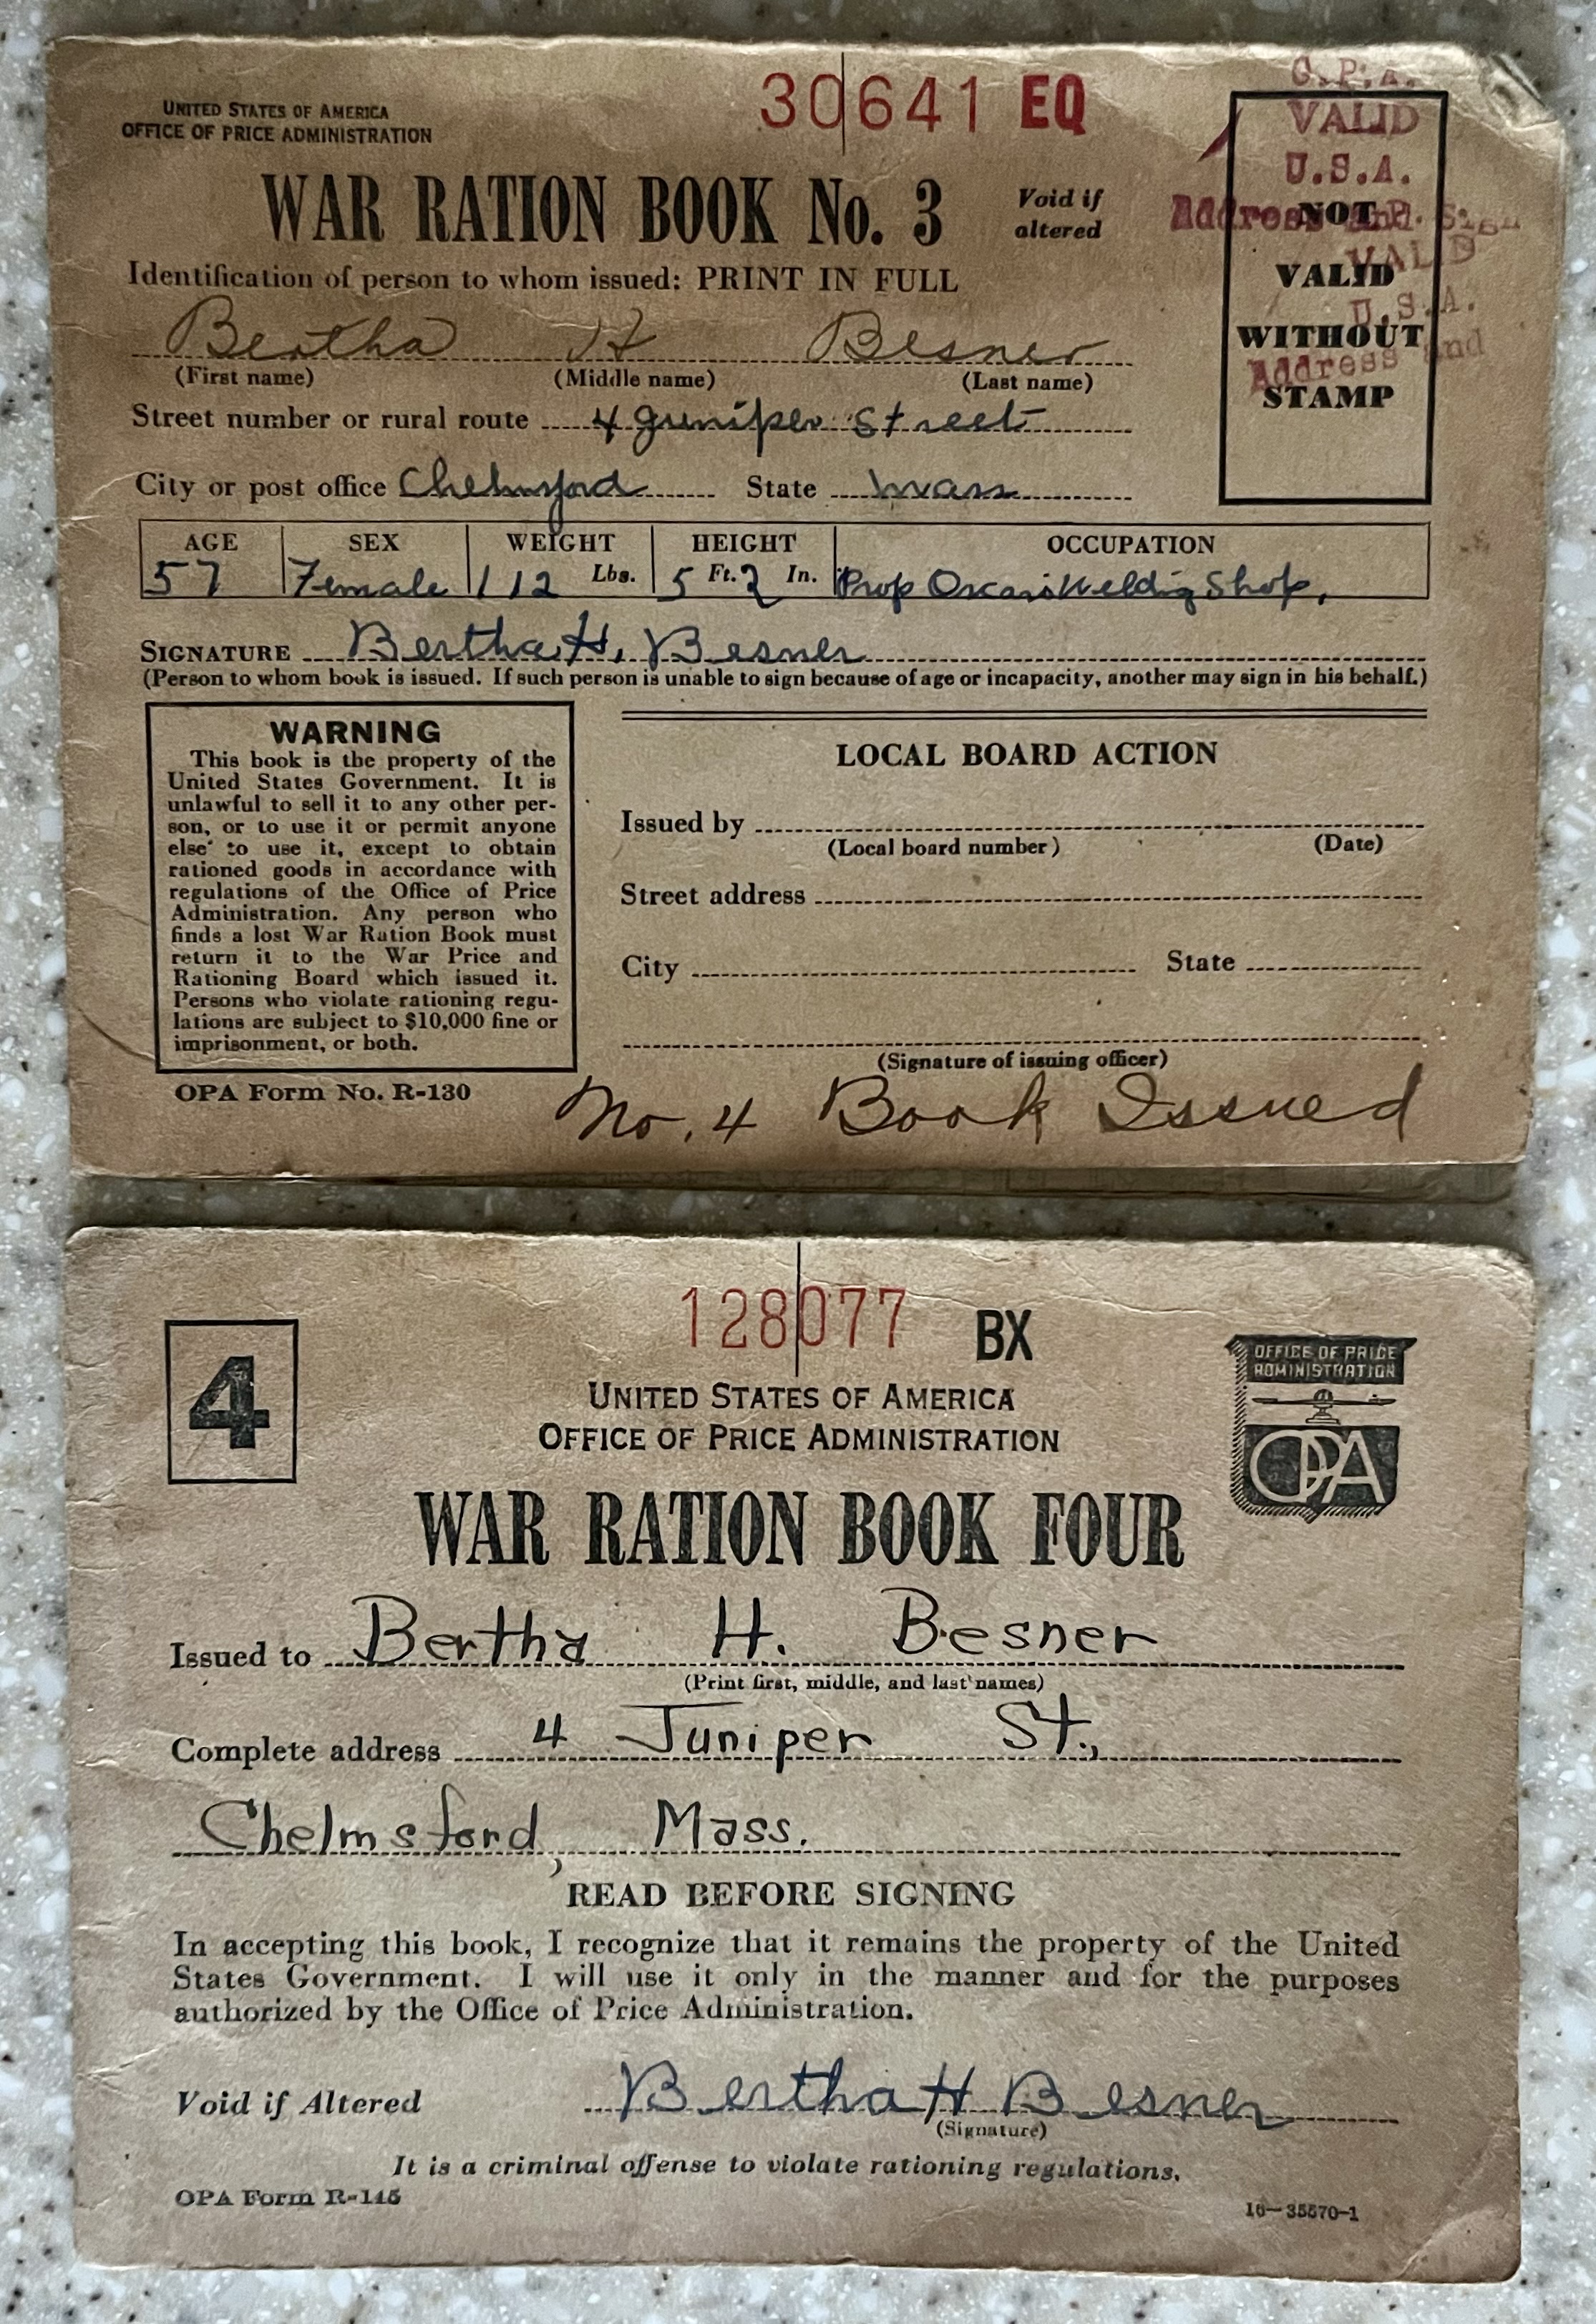 30641 EQ
UNITED STATES OF AMERICA
OFFICE OF PRICE ADMINISTRATION
WAR RATION BOOK No. 3
Void if altered
O.P.A.
VALID
U.S.A.
Address and Sign
VALID
U.S.A.
Address and
NOT
VALID
WITHOUT
STAMP
Identification of person to whom issued: PRINT IN FULL
Bertha H Besner
(First name) (Middle name) (Last name)
Street number or rural route 4 Juniper Street
City or post office Chelmsford State Mass
AGE SEX WEIGHT HEIGHT OCCUPATION
57 Female 112 Lbs. 5 Ft. 2 In. Prop Oscars Welding Shop.
SIGNATURE Bertha H. Besner
(Person to whom book is issued. If such person is unable to sign because of age or incapacity, another may sign in his behalf.)
WARNING
This book is the property of the
United States Government. It is
unlawful to sell it to any other per-
son, or to use it or permit anyone
else to use it, except to obtain
rationed goods in accordance with
regulations of the Office of Price
Administration. Any person who
finds a lost War Ration Book must
return it to the War Price and
Rationing Board which issued it.
Persons who violate rationing regu-
lations are subject to $10,000 fine or
imprisonment, or both.
OPA Form No. R-130
LOCAL BOARD ACTION
Issued by
(Local board number) (Date)
Street address
City State
(Signature of issuing officer)
No. 4 Book Issued
128077 BX
4
OFFICE OF PRICE
ADMINISTRATION
OPA
UNITED STATES OF AMERICA
OFFICE OF PRICE ADMINISTRATION
WAR RATION BOOK FOUR
Issued to Bertha H. Besner
(Print first, middle, and last names)
Complete address 4 Juniper St.,
Chelmsford, Mass.
READ BEFORE SIGNING
In accepting this book, I recognize that it remains the property of the United
States Government. I will use it only in the manner and for the purposes
authorized by the Office of Price Administration.
Void if Altered Bertha H Besner
(Signature)
It is a criminal offense to violate rationing regulations.
OPA Form R-145
16—35570-1